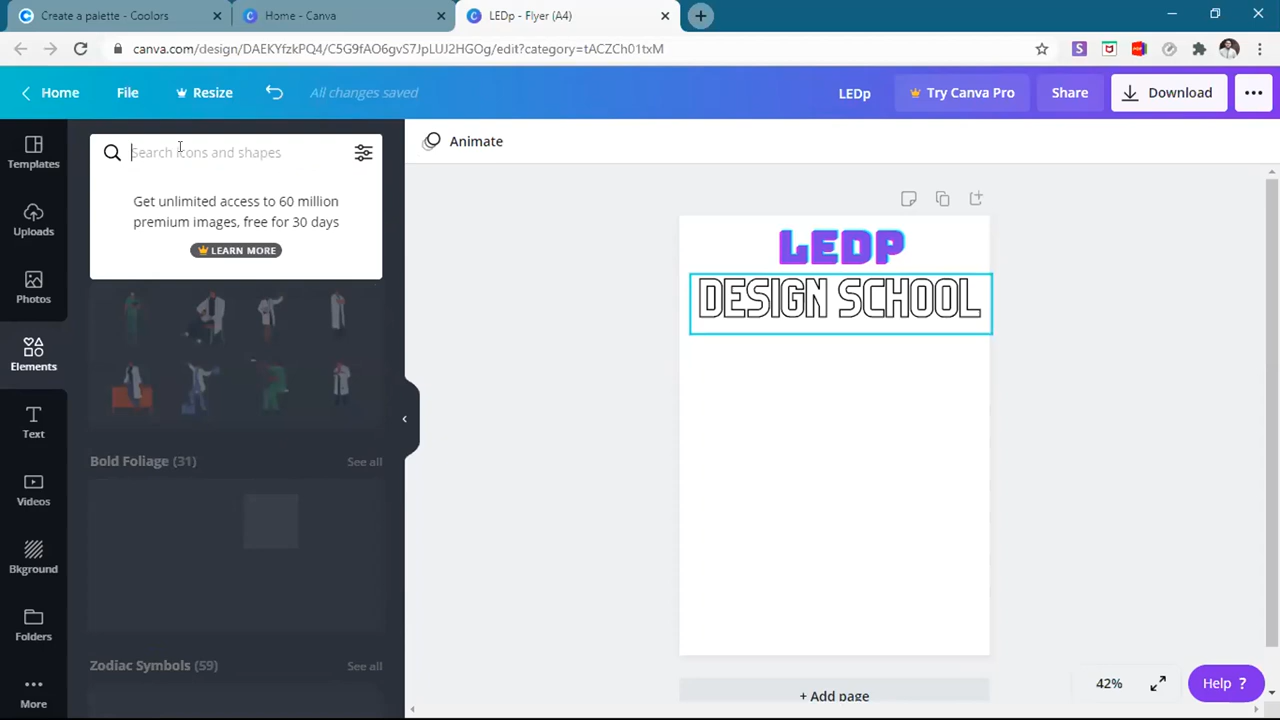 Create a palette - Coolors
Home - Canva
LEDp - Flyer (A4)
canva.com/design/DAEKYfzkPQ4/C5G9fAO6gvS7JpLUJ2HGOg/edit?category=tACZCh01txM
Home
File
Resize
All changes saved
LEDp
Try Canva Pro
Share
Download
Templates
Uploads
Photos
Elements
Text
Videos
Bkground
Folders
More
Search icons and shapes
Get unlimited access to 60 million
premium images, free for 30 days
LEARN MORE
Bold Foliage (31)
See all
Zodiac Symbols (59)
See all
Animate
LEDP
DESIGN SCHOOL
+ Add page
42%
Help ?